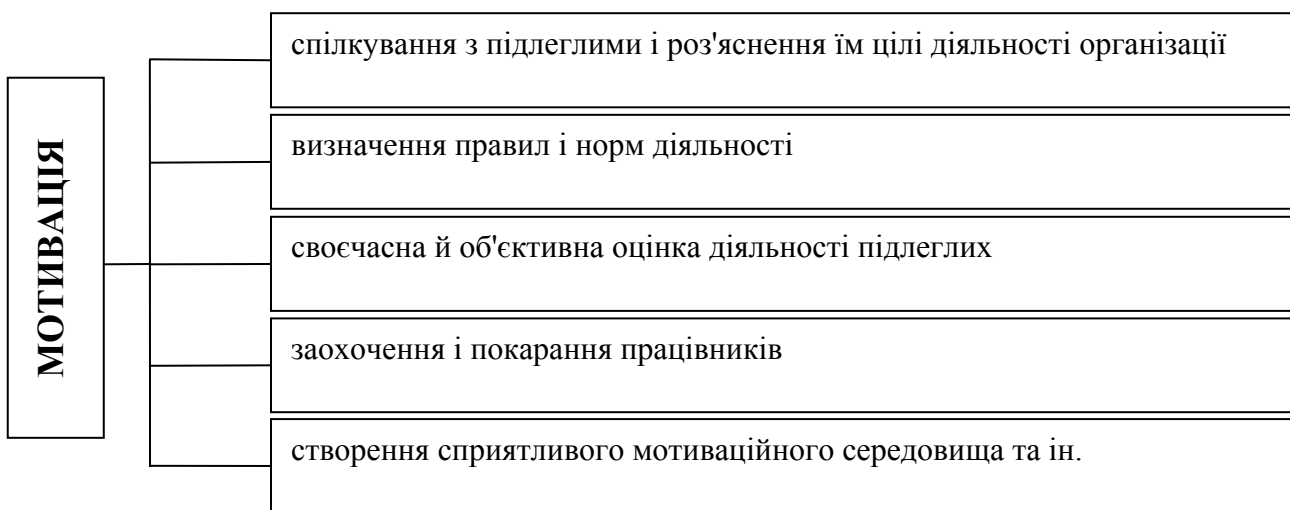 МОТИВАЦІЯ
спілкування з підлеглими і роз'яснення їм цілі діяльності організації
визначення правил і норм діяльності
своєчасна й об'єктивна оцінка діяльності підлеглих
заохочення і покарання працівників
створення сприятливого мотиваційного середовища та ін.